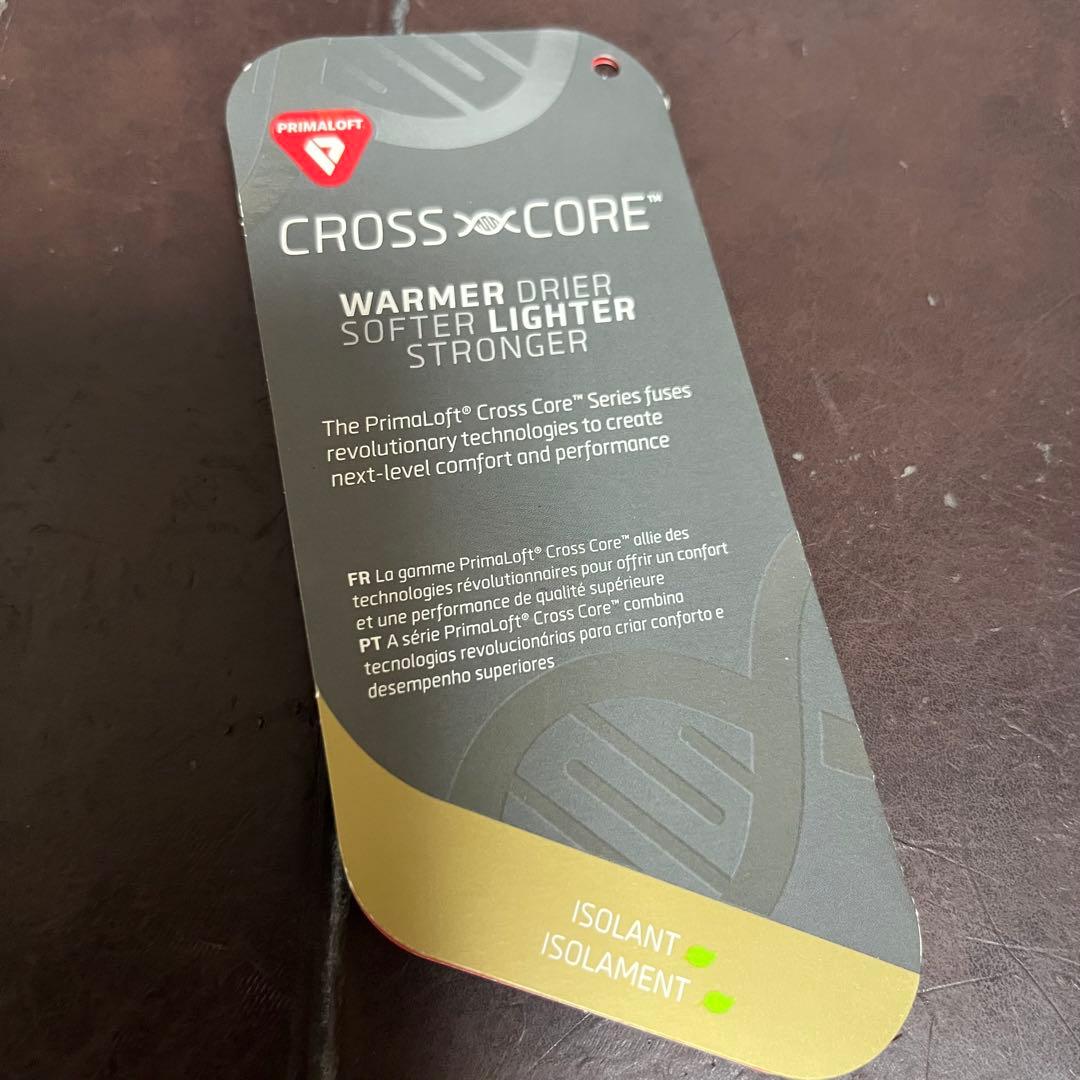 PRIMALOFT
CROSS CORE™
WARMER DRIER
SOFTER LIGHTER
STRONGER
The PrimaLoft® Cross Core™ Series fuses
revolutionary technologies to create
next-level comfort and performance
FR La gamme PrimaLoft® Cross Core™ allie des
technologies révolutionnaires pour offrir un confort
et une performance de qualité supérieure
PT A série PrimaLoft® Cross Core™ combina
tecnologias revolucionárias para criar conforto e
desempenho superiores
ISOLANT
ISOLAMENT